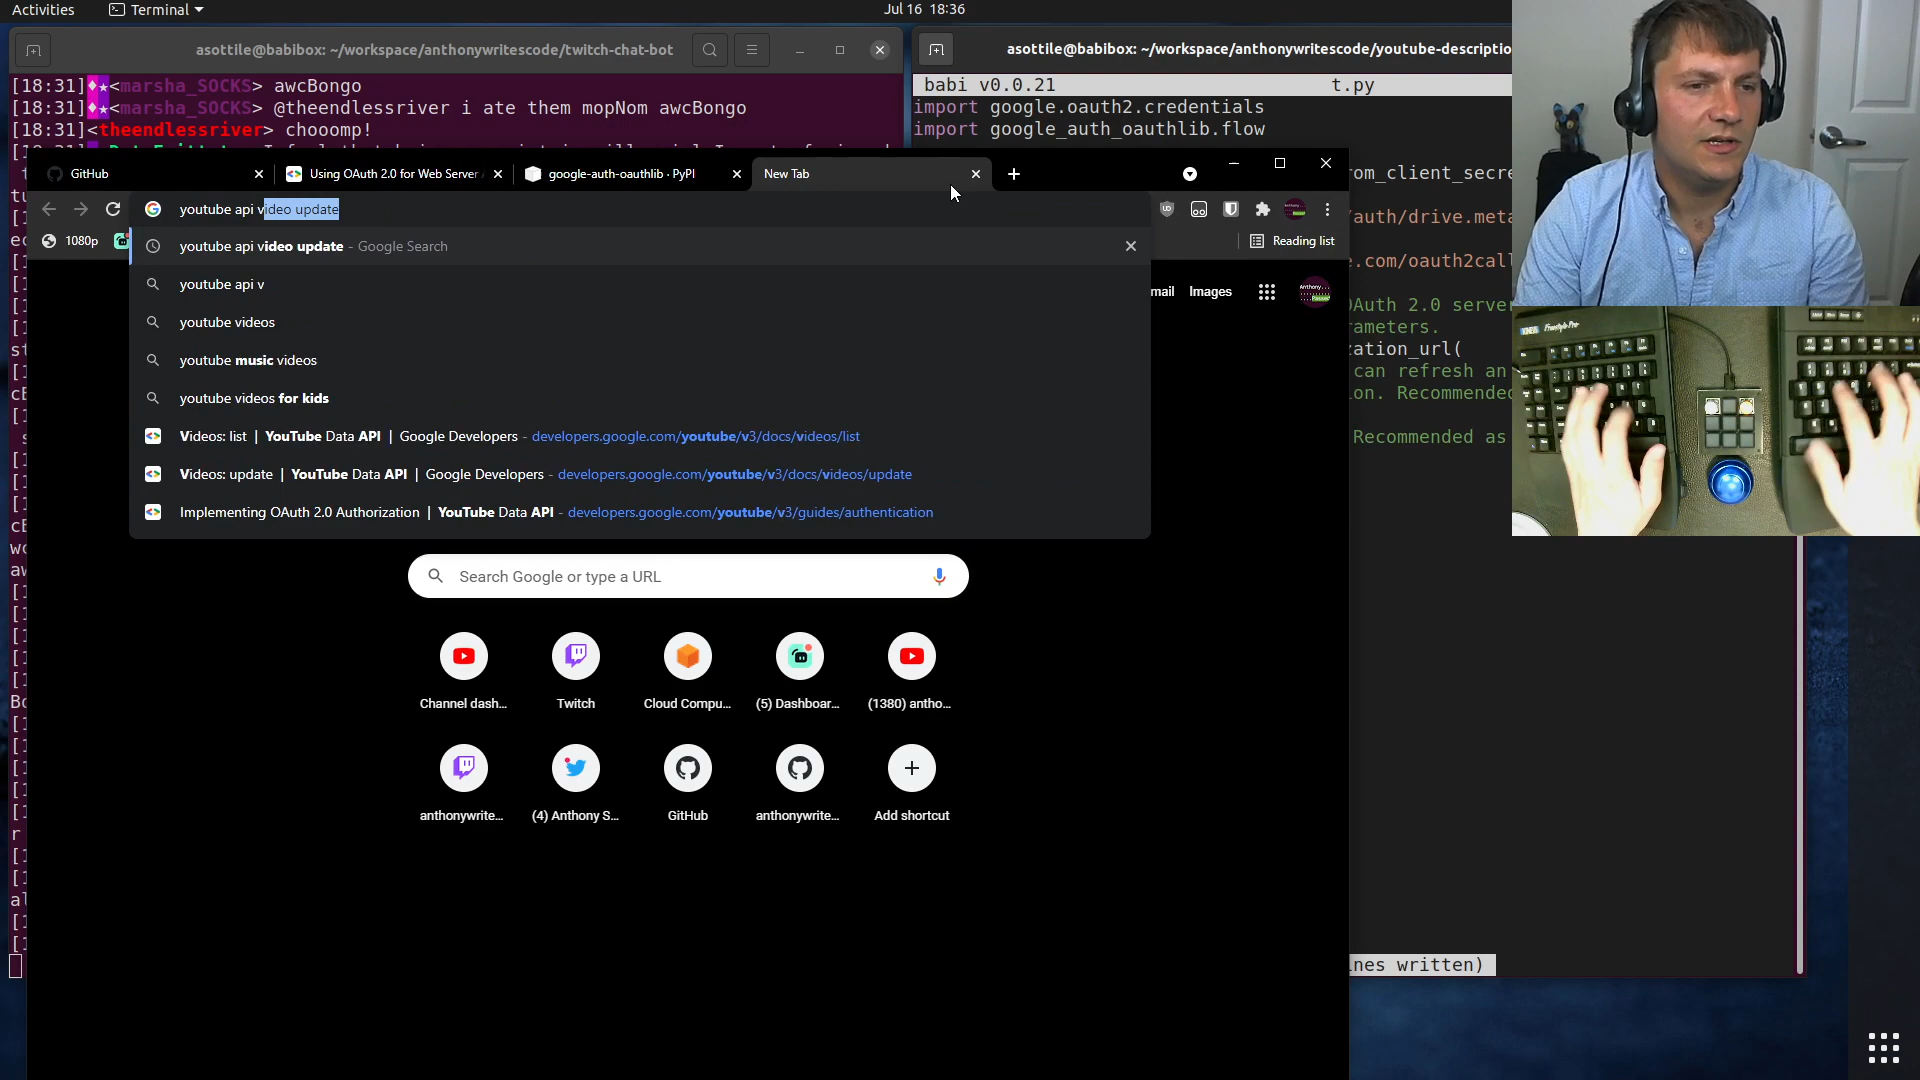 Activities
Terminal
Jul 16 18:36
asottile@babibox: ~/workspace/anthonywritescode/twitch-chat-bot
asottile@babibox: ~/workspace/anthonywritescode/youtube-descriptio
[18:31] <marsha_SOCKS> awcBongo
[18:31] <marsha_SOCKS> @theendlessriver i ate them mopNom awcBongo
[18:31]<theendlessriver> chooomp!
babi v0.0.21 t.py
import google.oauth2.credentials
import google_auth_oauthlib.flow
GitHub
Using OAuth 2.0 for Web Server
google-auth-oauthlib · PyPI
New Tab
youtube api video update
1080p
Reading list
youtube api video update - Google Search
youtube api v
youtube videos
youtube music videos
youtube videos for kids
Videos: list | YouTube Data API | Google Developers - developers.google.com/youtube/v3/docs/videos/list
Videos: update | YouTube Data API | Google Developers - developers.google.com/youtube/v3/docs/videos/update
Implementing OAuth 2.0 Authorization | YouTube Data API - developers.google.com/youtube/v3/guides/authentication
mail
Images
Search Google or type a URL
Channel dash...
Twitch
Cloud Compu...
(5) Dashboar...
(1380) antho...
anthonywrite...
(4) Anthony S...
GitHub
anthonywrite...
Add shortcut
om_client_secre
/auth/drive.meta
e.com/oauth2call
OAuth 2.0 server
rameters.
zation_url(
can refresh an
on. Recommended
Recommended as
ines written)